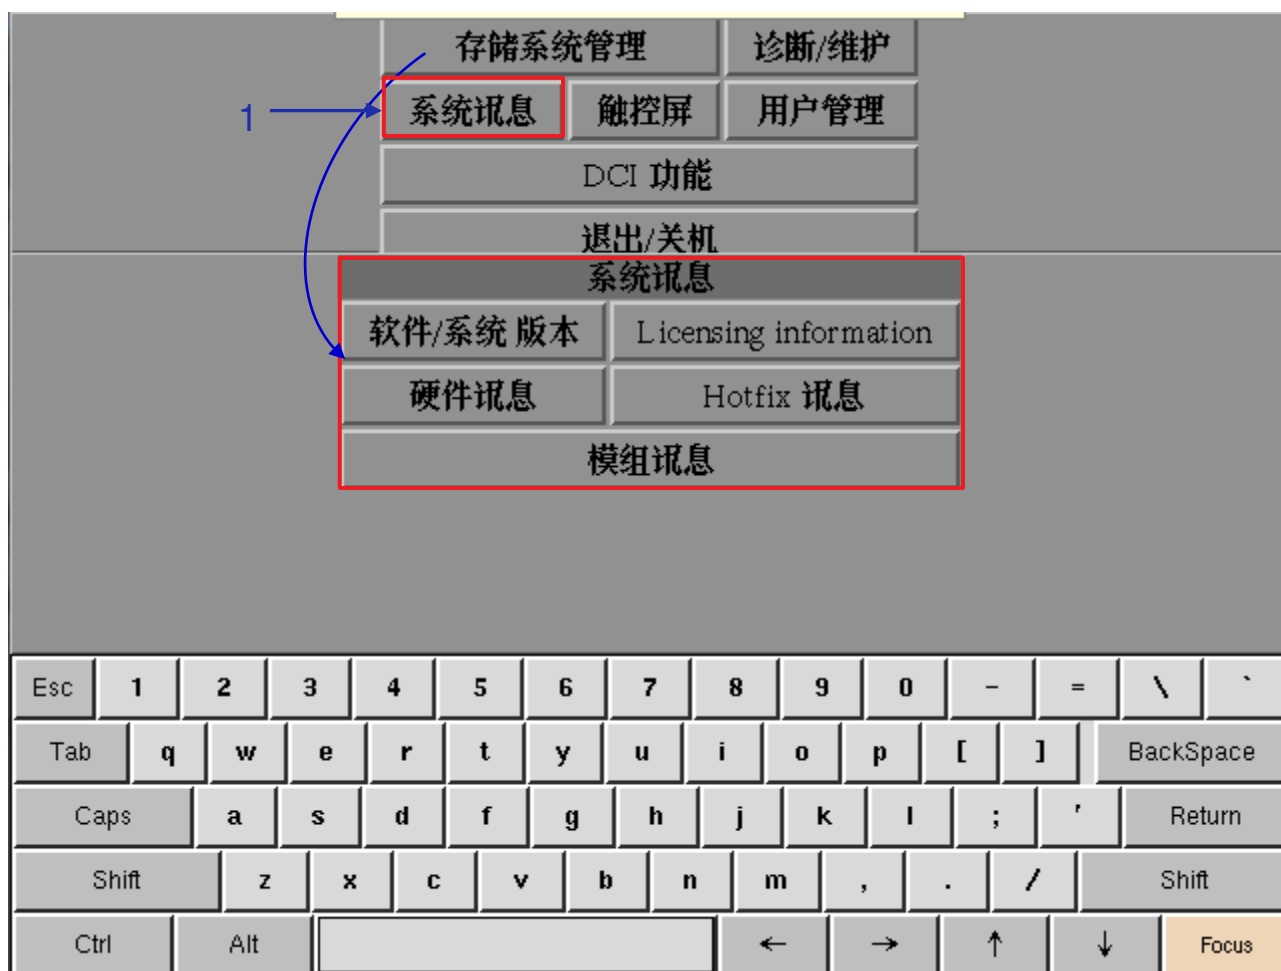 存储系统管理 诊断/维护
1 系统讯息 触控屏 用户管理
DCI 功能
退出/关机
系统讯息
软件/系统 版本 Licensing information
硬件讯息 Hotfix 讯息
模组讯息
Esc 1 2 3 4 5 6 7 8 9 0 - = \ `
Tab q w e r t y u i o p [ ] BackSpace
Caps a s d f g h j k l ; ' Return
Shift z x c v b n m , . / Shift
Ctrl Alt ← → ↑ ↓ Focus